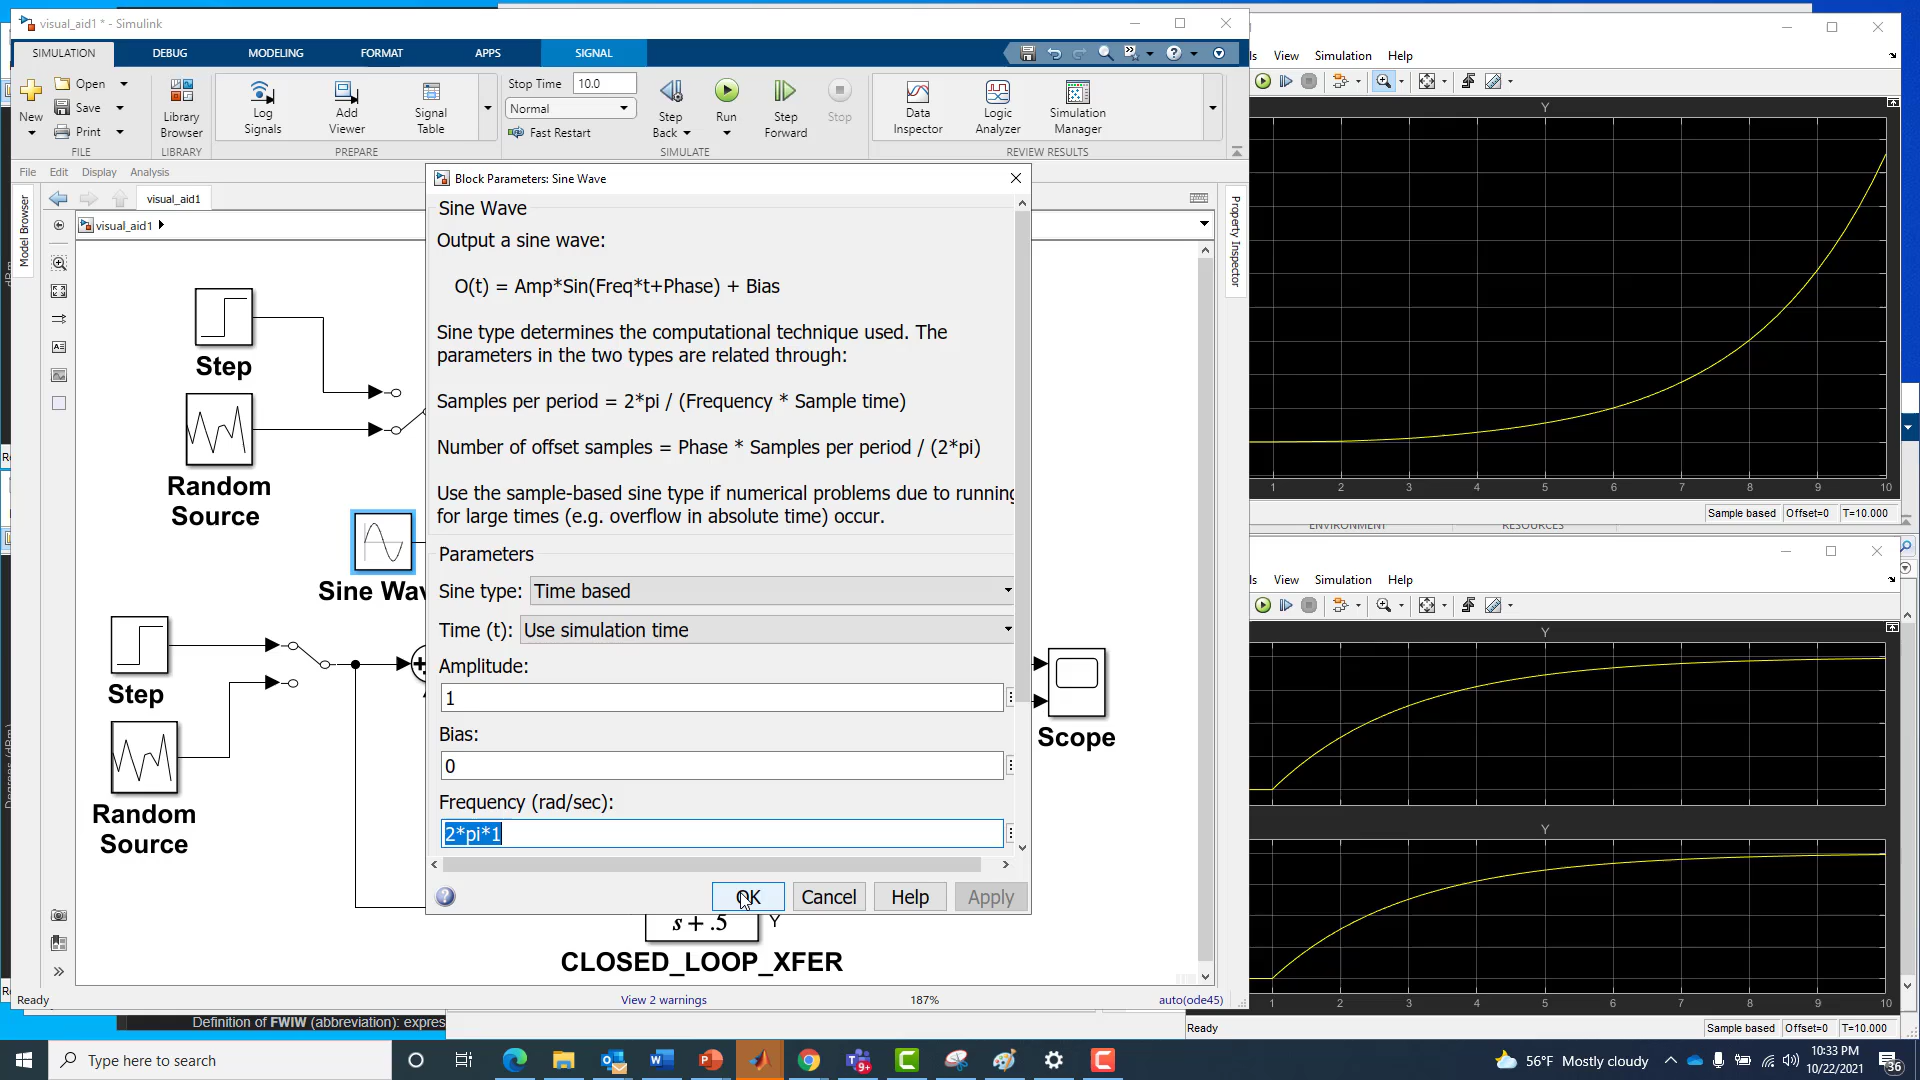 visual_aid1 * - Simulink
SIMULATION
DEBUG
MODELING
FORMAT
APPS
SIGNAL
New
Open
Save
Print
FILE
Library
Browser
LIBRARY
Log
Signals
Add
Viewer
Signal
Table
PREPARE
Stop Time
10.0
Normal
Fast Restart
Step
Back
Run
Step
Forward
Stop
SIMULATE
Data
Inspector
Logic
Analyzer
Simulation
Manager
REVIEW RESULTS
File
Edit
Display
Analysis
Model Browser
visual_aid1
visual_aid1
Property Inspector
Step
Random
Source
Sine Wav
Step
Random
Source
Block Parameters: Sine Wave
Sine Wave
Output a sine wave:
O(t) = Amp*Sin(Freq*t+Phase) + Bias
Sine type determines the computational technique used. The
parameters in the two types are related through:
Samples per period = 2*pi / (Frequency * Sample time)
Number of offset samples = Phase * Samples per period / (2*pi)
Use the sample-based sine type if numerical problems due to running
for large times (e.g. overflow in absolute time) occur.
Parameters
Sine type:
Time based
Time (t):
Use simulation time
Amplitude:
1
Bias:
0
Frequency (rad/sec):
2*pi*1
OK
Cancel
Help
Apply
Scope
s + .5
Y
CLOSED_LOOP_XFER
Ready
View 2 warnings
187%
auto(ode45)
Definition of FWIW (abbreviation): expres
ls
View
Simulation
Help
Y
1 2 3 4 5 6 7 8 9 10
Sample based
Offset=0
T=10.000
ENVIRONMENT
RESOURCES
ls
View
Simulation
Help
Y
Y
1 2 3 4 5 6 7 8 9 10
Ready
Sample based
Offset=0
T=10.000
Type here to search
9+
56°F Mostly cloudy
10:33 PM
10/22/2021
36